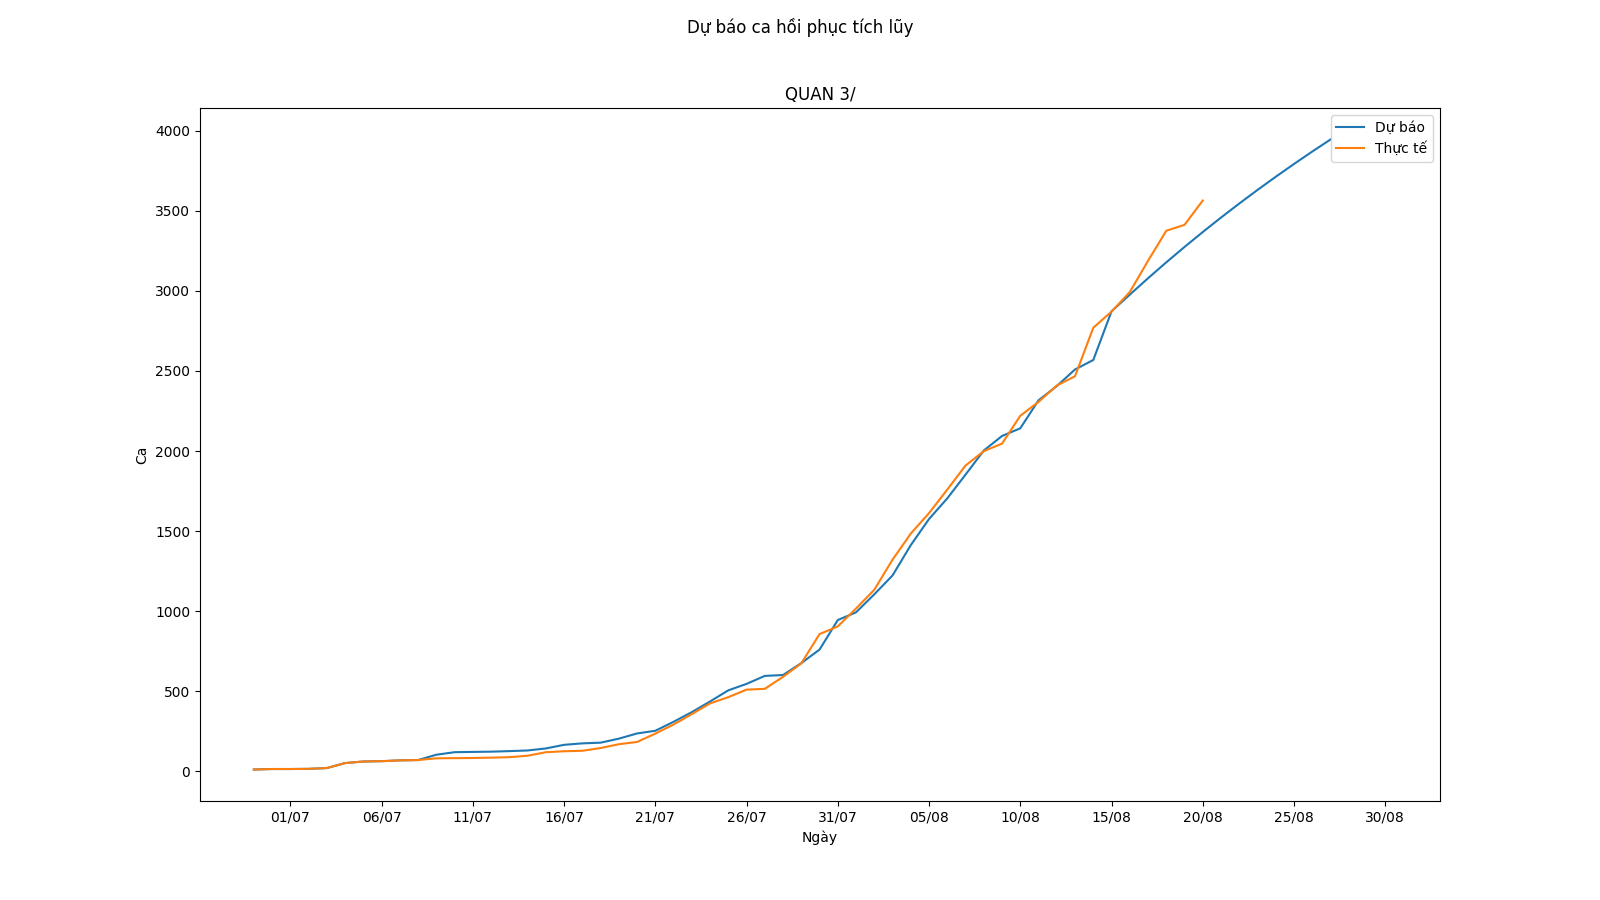 Dự báo ca hồi phục tích lũy
QUAN 3/
Dự báo
Thực tế
4000
3500
3000
2500
2000
1500
1000
500
0
Ca
01/07 06/07 11/07 16/07 21/07 26/07 31/07 05/08 10/08 15/08 20/08 25/08 30/08
Ngày